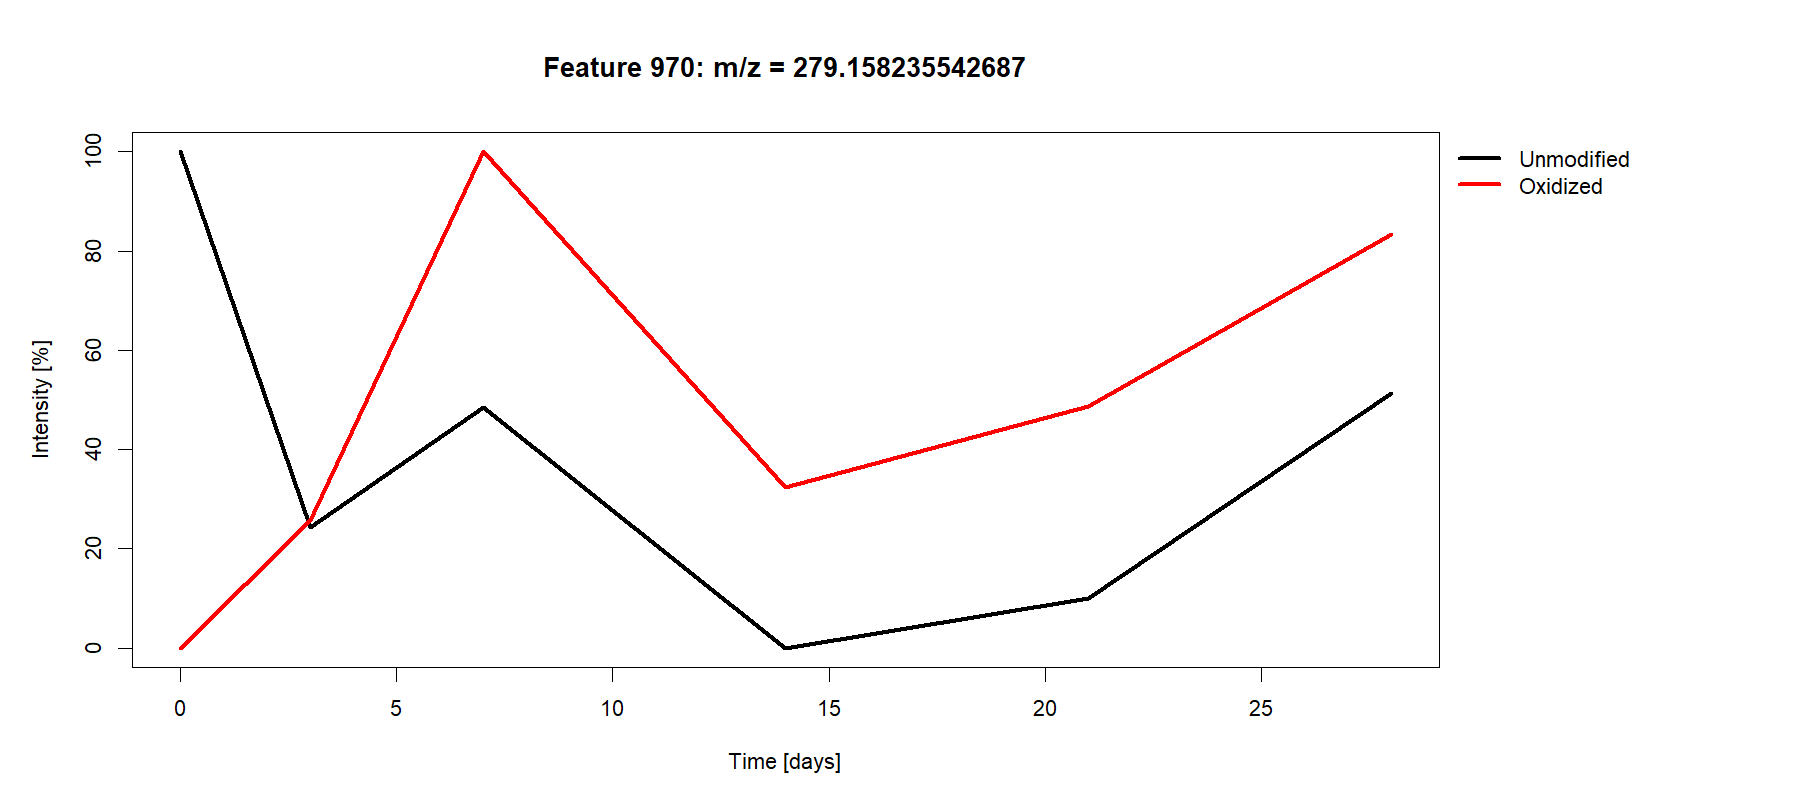 Feature 970: m/z = 279.158235542687
Unmodified
Oxidized
Intensity [%]
100
80
60
40
20
0
0 5 10 15 20 25
Time [days]